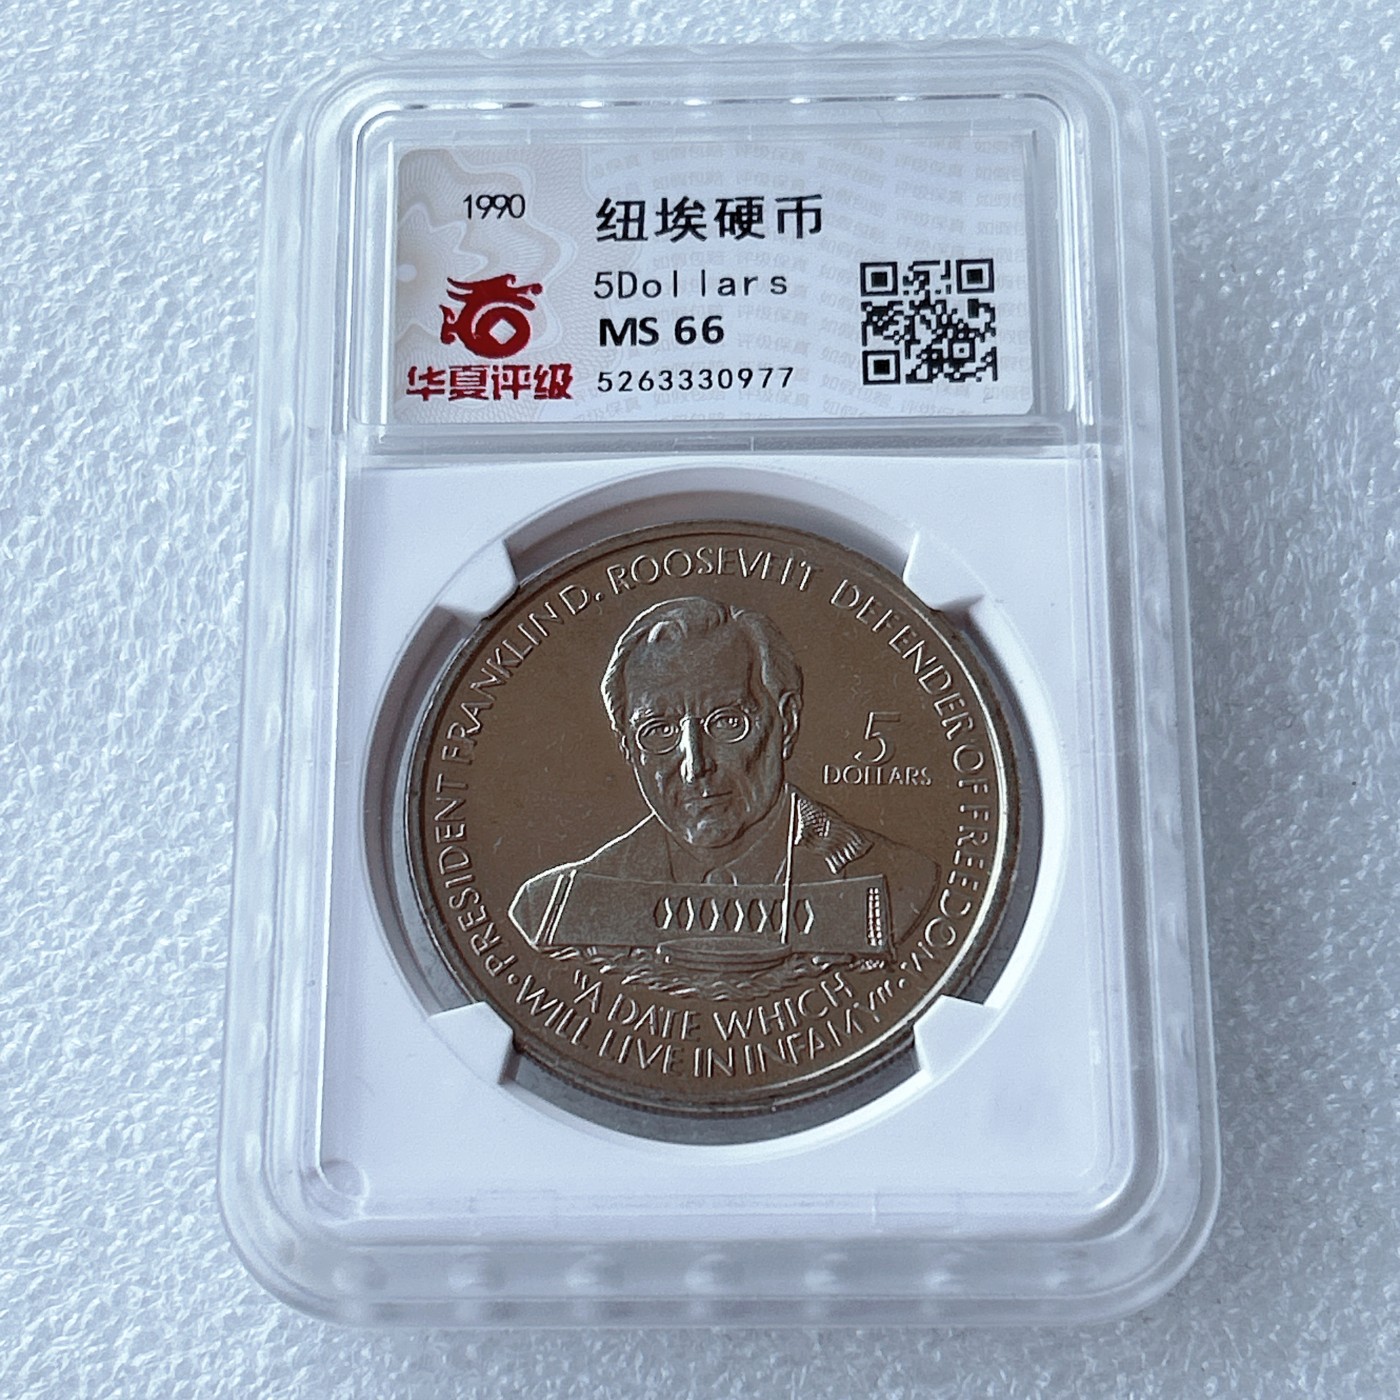 1990
纽埃硬币
5Dollars
MS 66
华夏评级
5263330977
PRESIDENT FRANKLIN D. ROOSEVELT DEFENDER OF FREEDOM
5
DOLLARS
"A DATE WHICH
WILL LIVE IN INFAMY"